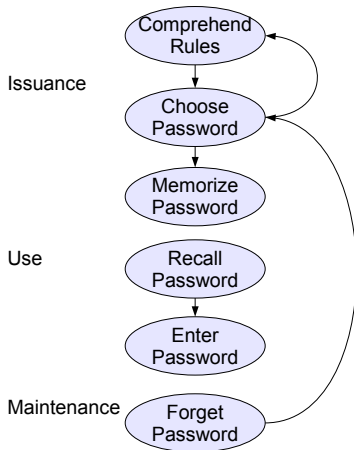 Comprehend
Rules
Issuance
Choose
Password
Memorize
Password
Use
Recall
Password
Enter
Password
Maintenance
Forget
Password